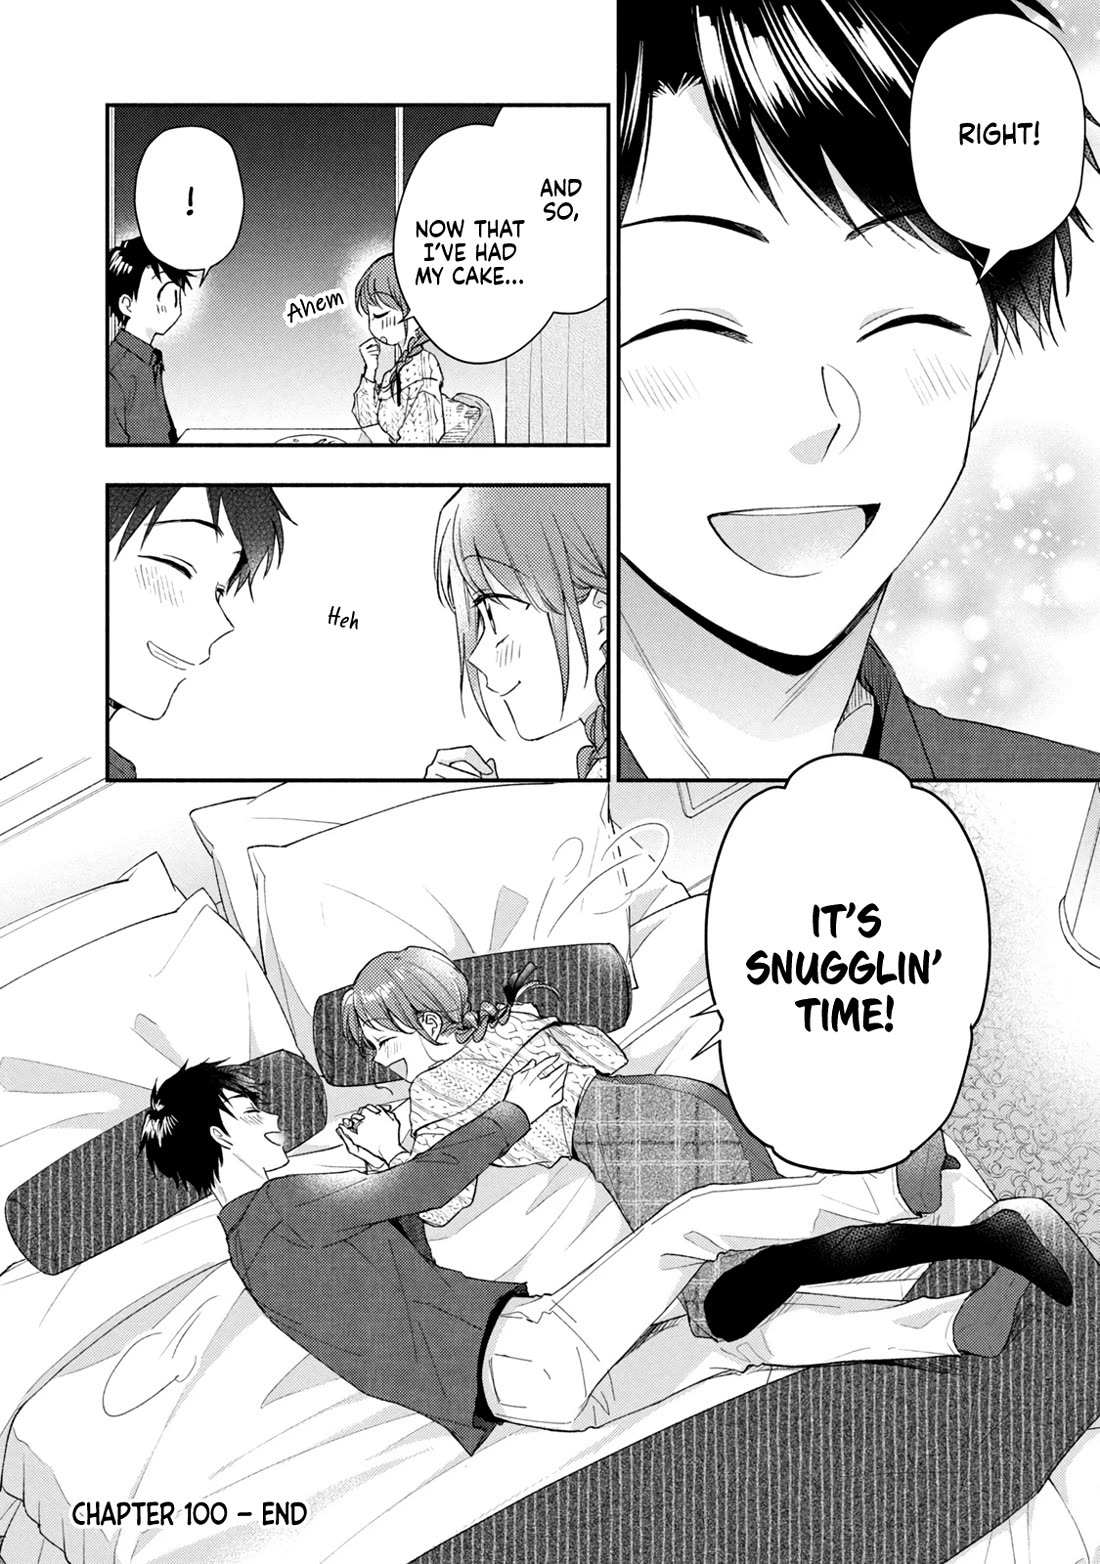 RIGHT!
AND
SO,
NOW THAT
I'VE HAD
MY CAKE...
Ahem
!
Heh
IT'S
SNUGGLIN'
TIME!
CHAPTER 100 – END